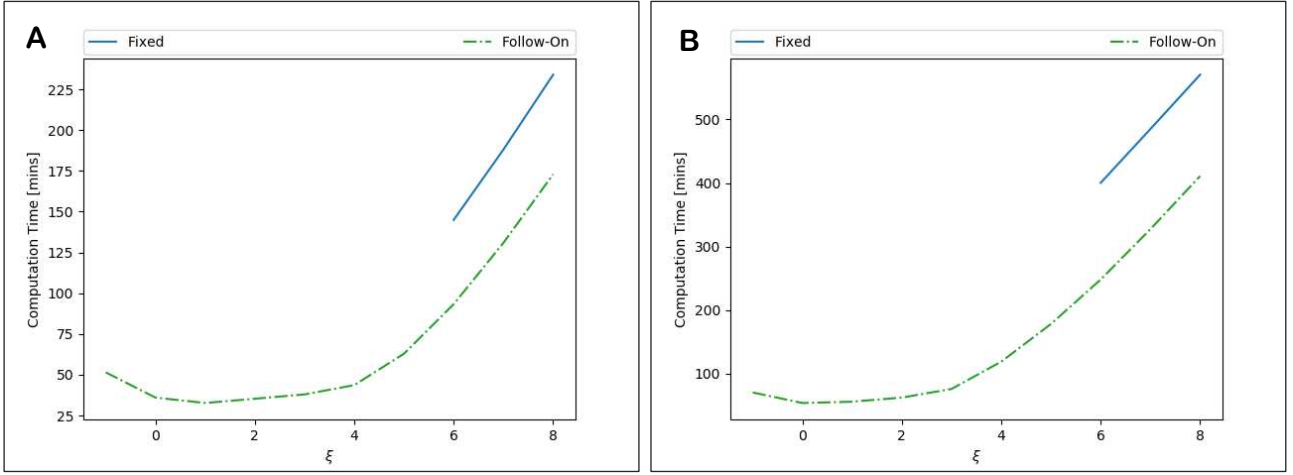 A
Fixed
Follow-On
Computation Time [mins]
225
200
175
150
125
100
75
50
25
0
2
4
6
8
ξ
B
Fixed
Follow-On
Computation Time [mins]
500
400
300
200
100
0
2
4
6
8
ξ